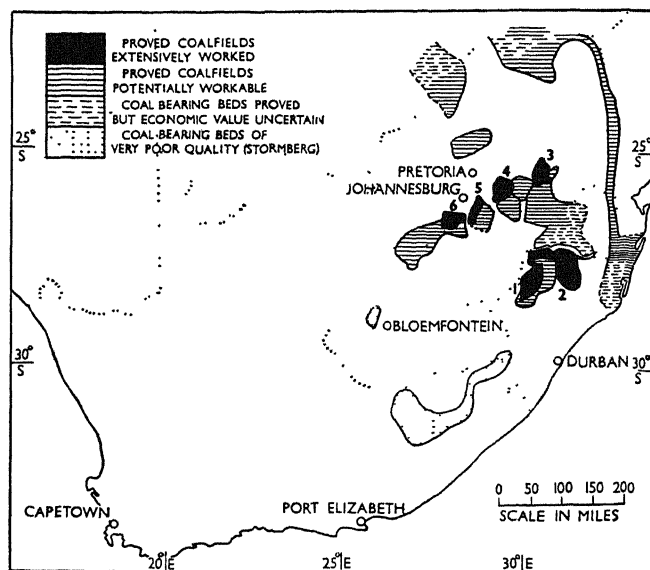 PROVED COALFIELDS
EXTENSIVELY WORKED
PROVED COALFIELDS
POTENTIALLY WORKABLE
COAL BEARING BEDS PROVED
BUT ECONOMIC VALUE UNCERTAIN
COAL-BEARING BEDS OF
VERY POOR QUALITY (STORMBERG)
25°
S
25°
S
PRETORIA
JOHANNESBURG
3
4
5
6
1
2
BLOEMFONTEIN
30°
S
DURBAN
30°
S
0 50 100 150 200
SCALE IN MILES
CAPETOWN
PORT ELIZABETH
20°E
25°E
30°E